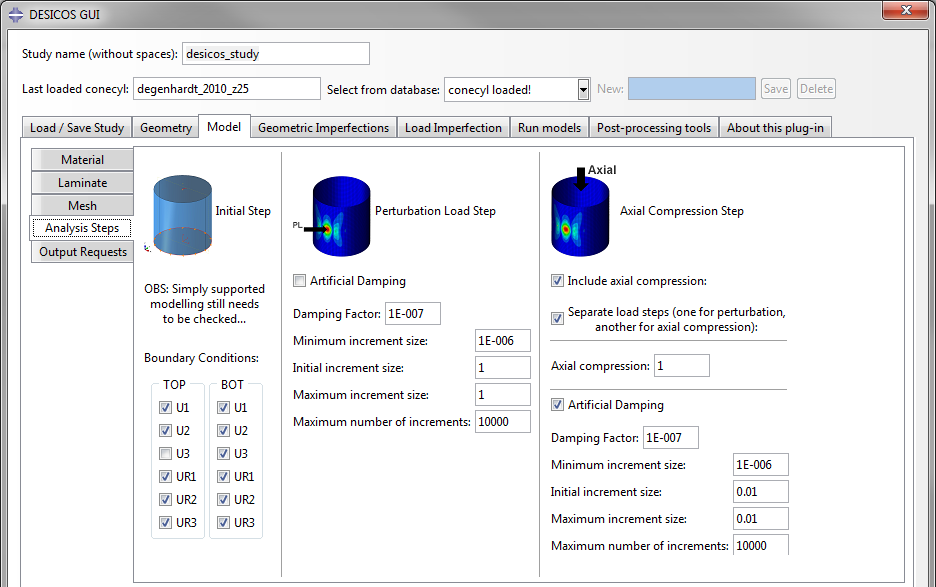 DESICOS GUI
Study name (without spaces): desicos_study
Last loaded conecyl: degenhardt_2010_z25 Select from database: conecyl loaded! New: Save Delete
Load / Save Study Geometry Model Geometric Imperfections Load Imperfection Run models Post-processing tools About this plug-in
Material
Laminate
Mesh
Analysis Steps
Output Requests
Initial Step
OBS: Simply supported
modelling still needs
to be checked...
Boundary Conditions:
TOP BOT
U1 U1
U2 U2
U3 U3
UR1 UR1
UR2 UR2
UR3 UR3
PL
Perturbation Load Step
Artificial Damping
Damping Factor: 1E-007
Minimum increment size: 1E-006
Initial increment size: 1
Maximum increment size: 1
Maximum number of increments: 10000
Axial
Axial Compression Step
Include axial compression:
Separate load steps (one for perturbation,
another for axial compression):
Axial compression: 1
Artificial Damping
Damping Factor: 1E-007
Minimum increment size: 1E-006
Initial increment size: 0.01
Maximum increment size: 0.01
Maximum number of increments: 10000